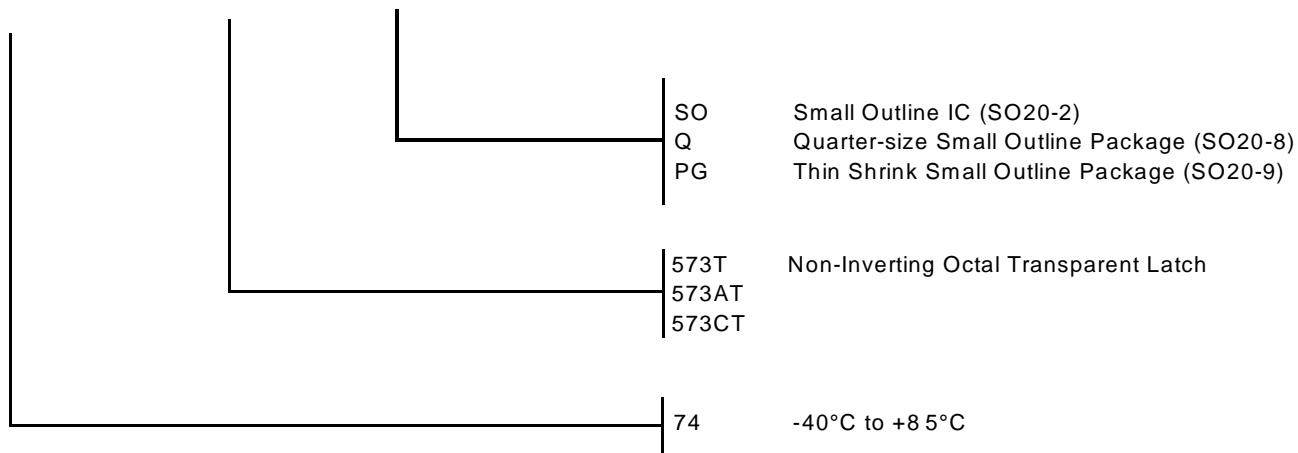 SO Small Outline IC (SO20-2)
Q Quarter-size Small Outline Package (SO20-8)
PG Thin Shrink Small Outline Package (SO20-9)
573T Non-Inverting Octal Transparent Latch
573AT
573CT
74 -40°C to +8 5°C